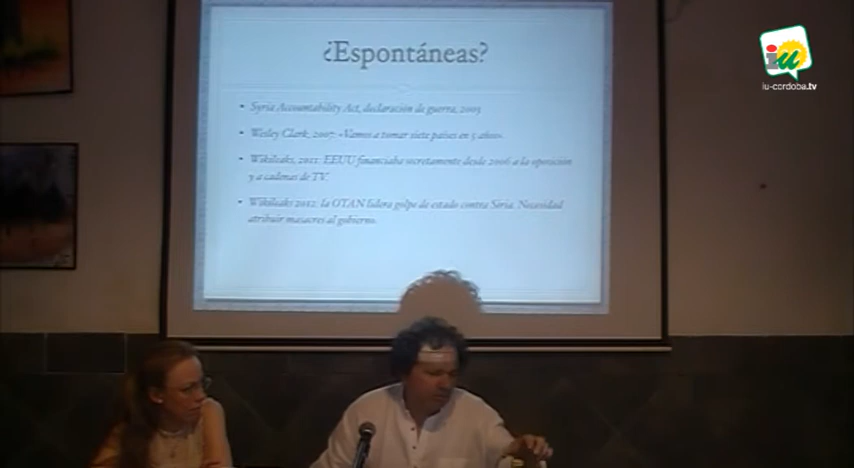 ¿Espontáneas?
• Syria Accountability Act, declaración de guerra, 2003
• Wesley Clark, 2007: «Vamos a tomar siete países en 5 años».
• Wikileaks, 2011: EEUU financiaba secretamente desde 2006 a la oposición
y a cadenas de TV.
• Wikileaks 2012: la OTAN lidera golpe de estado contra Siria. Necesidad
atribuir masacres al gobierno.
iu
iu-cordoba.tv